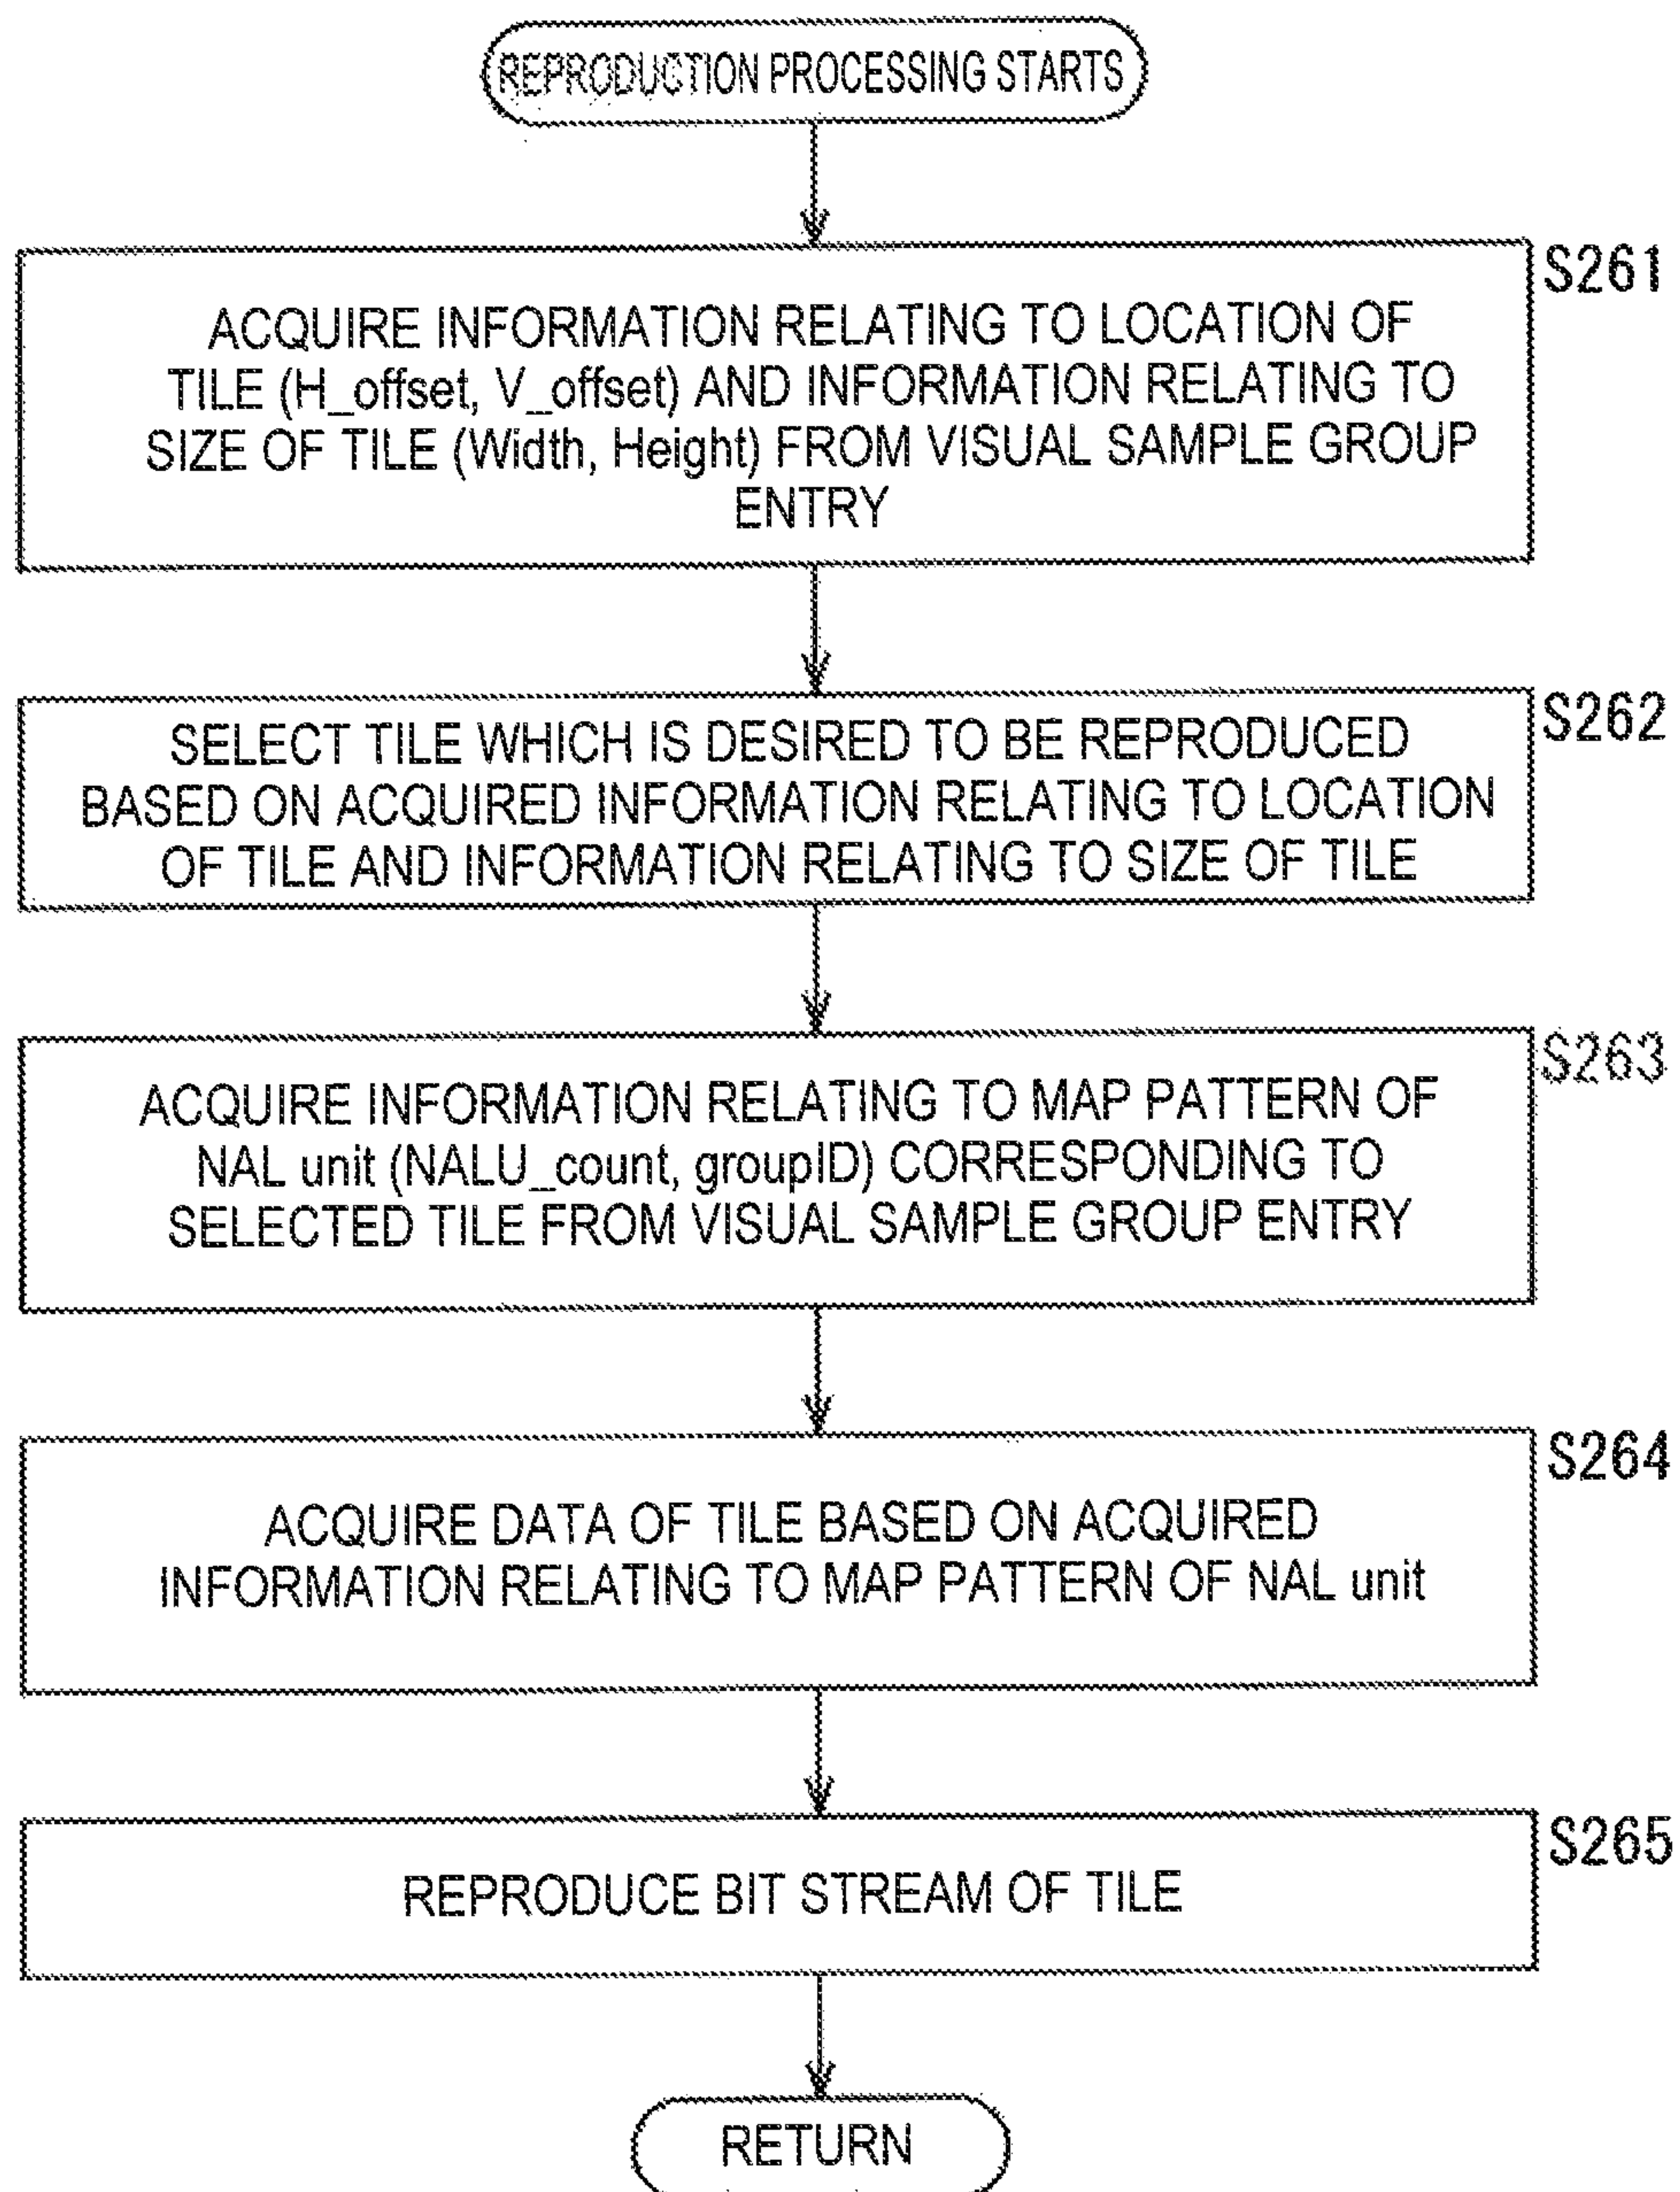 REPRODUCTION PROCESSING STARTS
S261
ACQUIRE INFORMATION RELATING TO LOCATION OF
TILE (H_offset, V_offset) AND INFORMATION RELATING TO
SIZE OF TILE (Width, Height) FROM VISUAL SAMPLE GROUP
ENTRY
S262
SELECT TILE WHICH IS DESIRED TO BE REPRODUCED
BASED ON ACQUIRED INFORMATION RELATING TO LOCATION
OF TILE AND INFORMATION RELATING TO SIZE OF TILE
S263
ACQUIRE INFORMATION RELATING TO MAP PATTERN OF
NAL unit (NALU_count, groupID) CORRESPONDING TO
SELECTED TILE FROM VISUAL SAMPLE GROUP ENTRY
S264
ACQUIRE DATA OF TILE BASED ON ACQUIRED
INFORMATION RELATING TO MAP PATTERN OF NAL unit
S265
REPRODUCE BIT STREAM OF TILE
RETURN